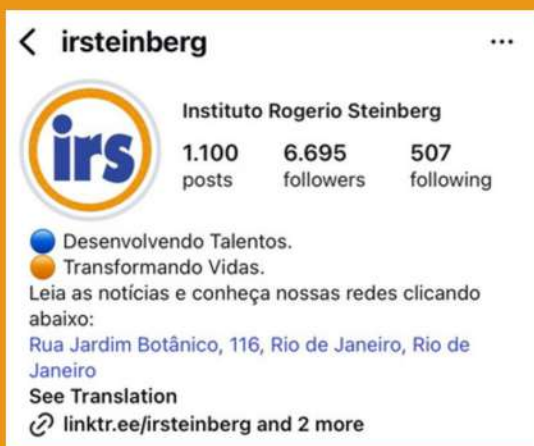 irsteinberg
irs
Instituto Rogerio Steinberg
1.100 6.695 507
posts followers following
Desenvolvendo Talentos.
Transformando Vidas.
Leia as notícias e conheça nossas redes clicando
abaixo:
Rua Jardim Botânico, 116, Rio de Janeiro, Rio de
Janeiro
See Translation
linktr.ee/irsteinberg and 2 more